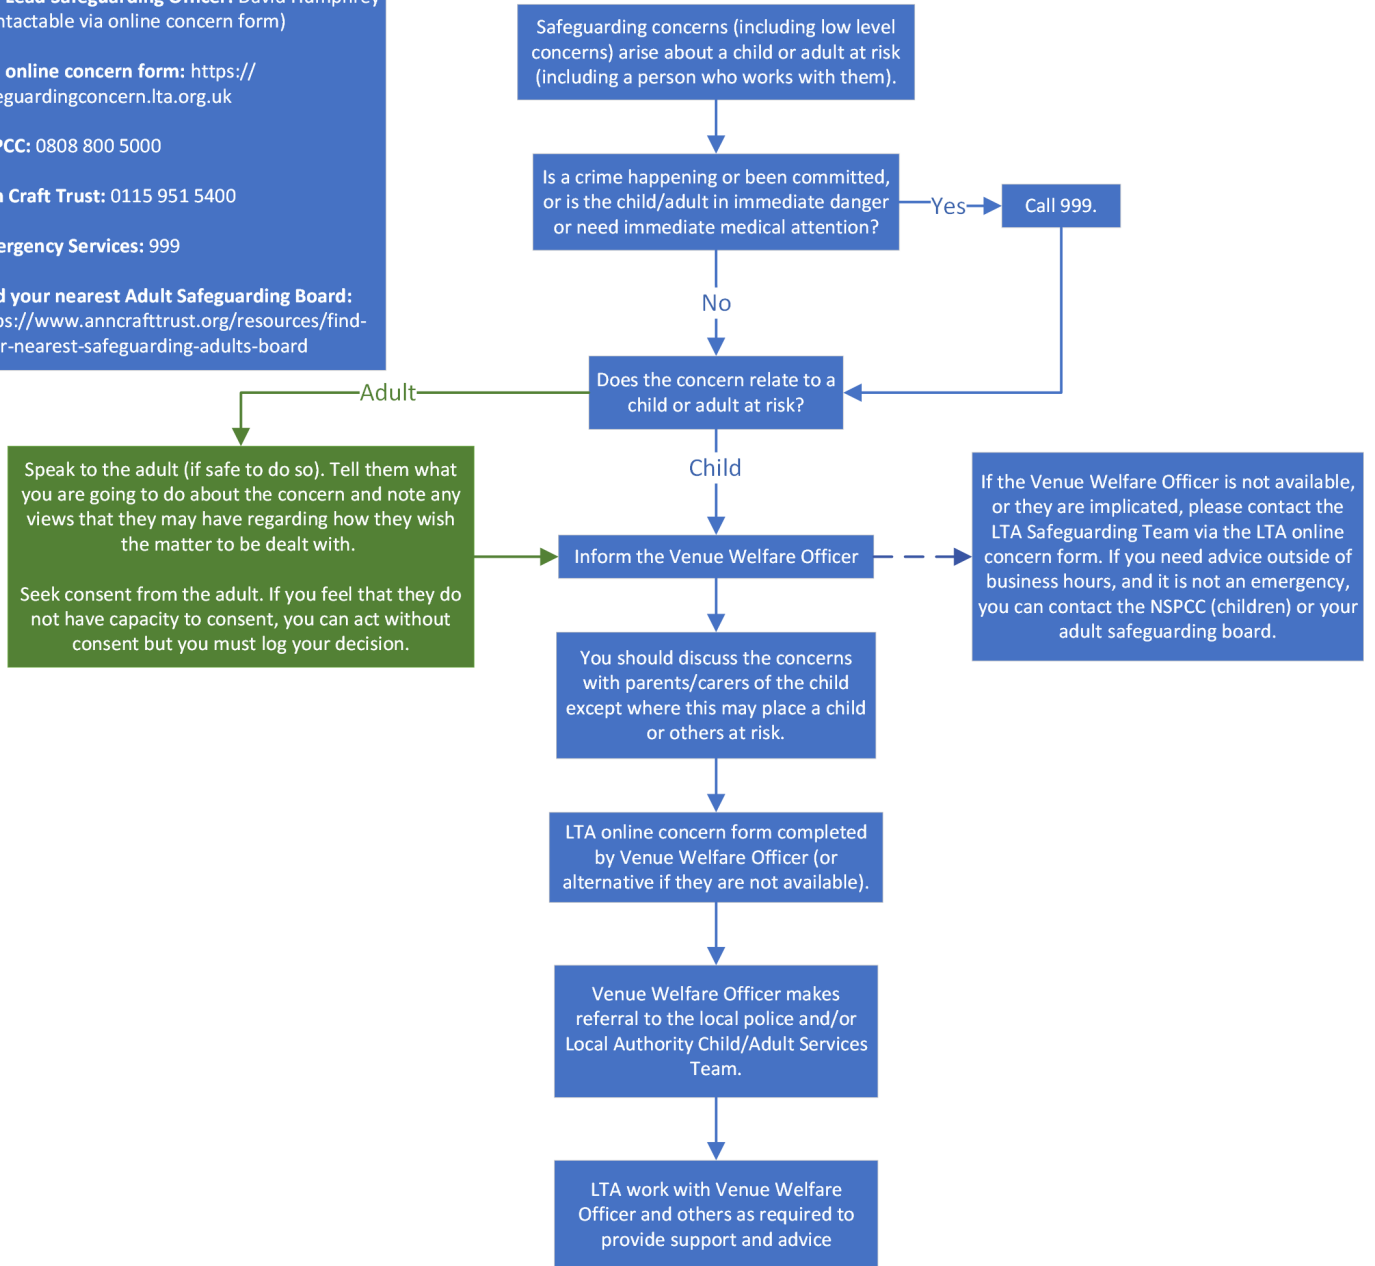 Lead Safeguarding Officer: David Humphrey
ntactable via online concern form)
online concern form: https://
eguardingconcern.lta.org.uk
PCC: 0808 800 5000
Craft Trust: 0115 951 5400
ergency Services: 999
d your nearest Adult Safeguarding Board:
ps://www.anncrafttrust.org/resources/find-
r-nearest-safeguarding-adults-board
Safeguarding concerns (including low level
concerns) arise about a child or adult at risk
(including a person who works with them).
Is a crime happening or been committed,
or is the child/adult in immediate danger
or need immediate medical attention?
Yes
Call 999.
No
Does the concern relate to a
child or adult at risk?
Adult
Child
Speak to the adult (if safe to do so). Tell them what
you are going to do about the concern and note any
views that they may have regarding how they wish
the matter to be dealt with.
Seek consent from the adult. If you feel that they do
not have capacity to consent, you can act without
consent but you must log your decision.
Inform the Venue Welfare Officer
If the Venue Welfare Officer is not available,
or they are implicated, please contact the
LTA Safeguarding Team via the LTA online
concern form. If you need advice outside of
business hours, and it is not an emergency,
you can contact the NSPCC (children) or your
adult safeguarding board.
You should discuss the concerns
with parents/carers of the child
except where this may place a child
or others at risk.
LTA online concern form completed
by Venue Welfare Officer (or
alternative if they are not available).
Venue Welfare Officer makes
referral to the local police and/or
Local Authority Child/Adult Services
Team.
LTA work with Venue Welfare
Officer and others as required to
provide support and advice